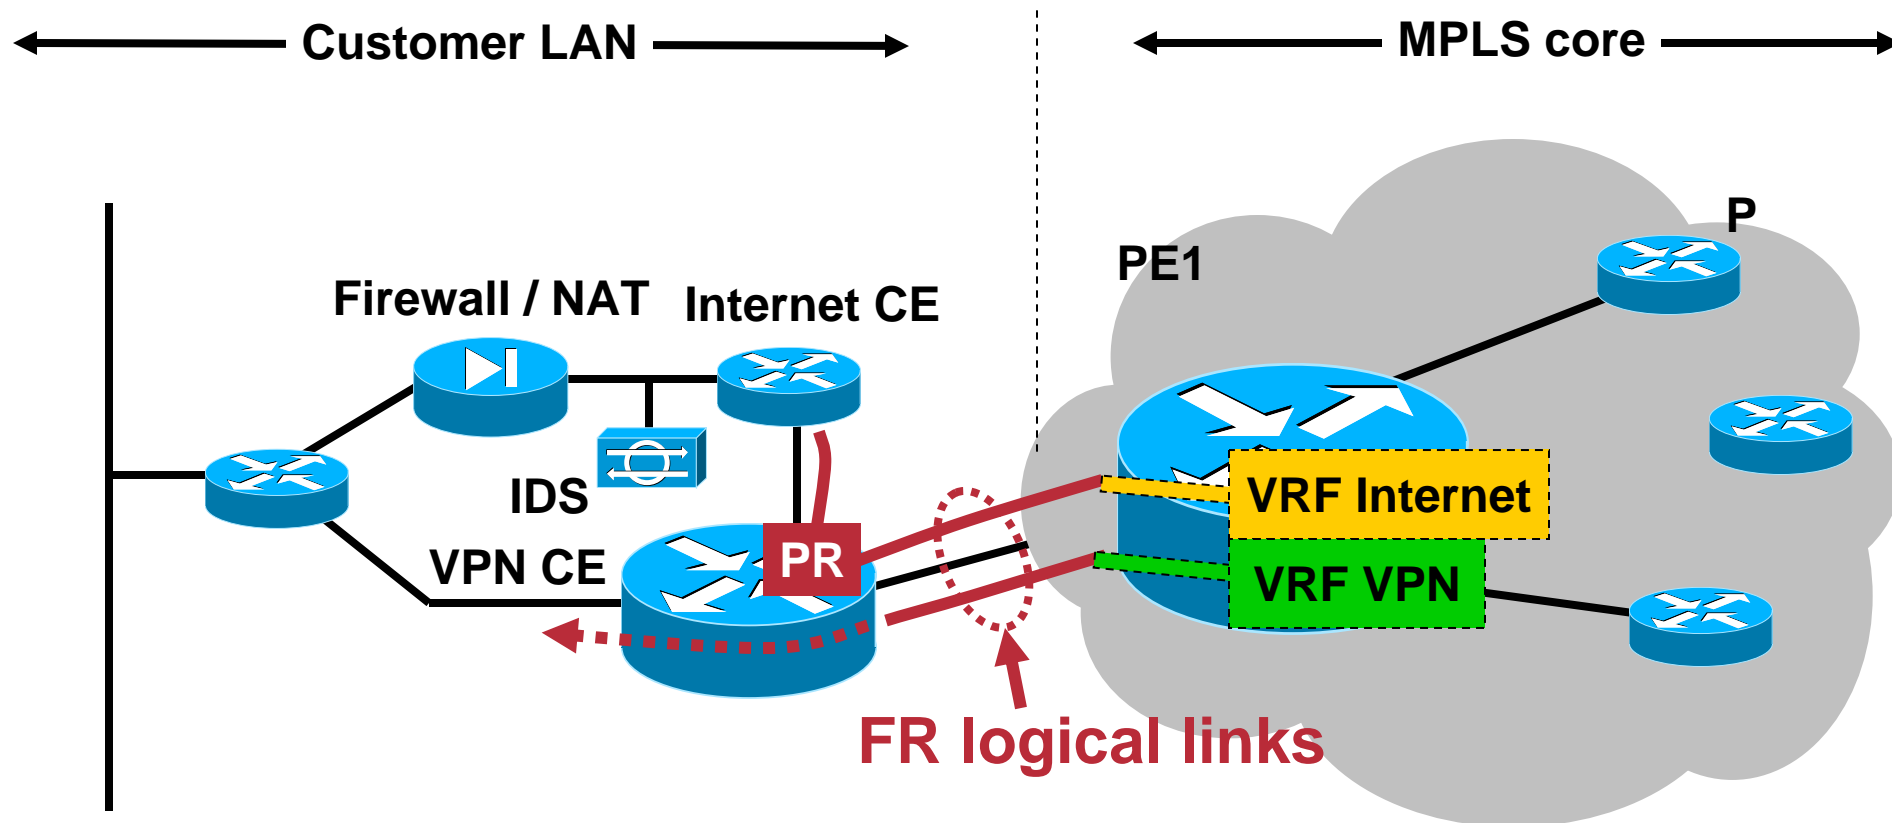 Customer LAN
MPLS core
P
PE1
Firewall / NAT
Internet CE
IDS
VRF Internet
PR
VPN CE
VRF VPN
FR logical links